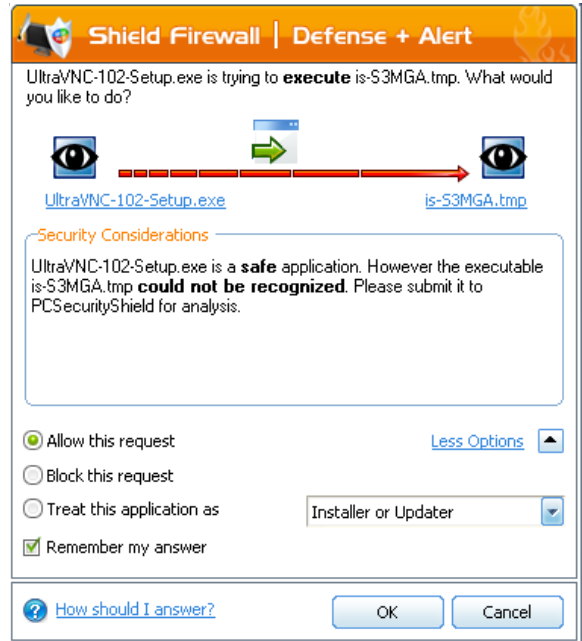 Shield Firewall | Defense + Alert
UltraVNC-102-Setup.exe is trying to execute is-S3MGA.tmp. What would
you like to do?
UltraVNC-102-Setup.exe
is-S3MGA.tmp
Security Considerations
UltraVNC-102-Setup.exe is a safe application. However the executable
is-S3MGA.tmp could not be recognized. Please submit it to
PCSecurityShield for analysis.
Allow this request
Less Options
Block this request
Treat this application as
Installer or Updater
Remember my answer
How should I answer?
OK
Cancel